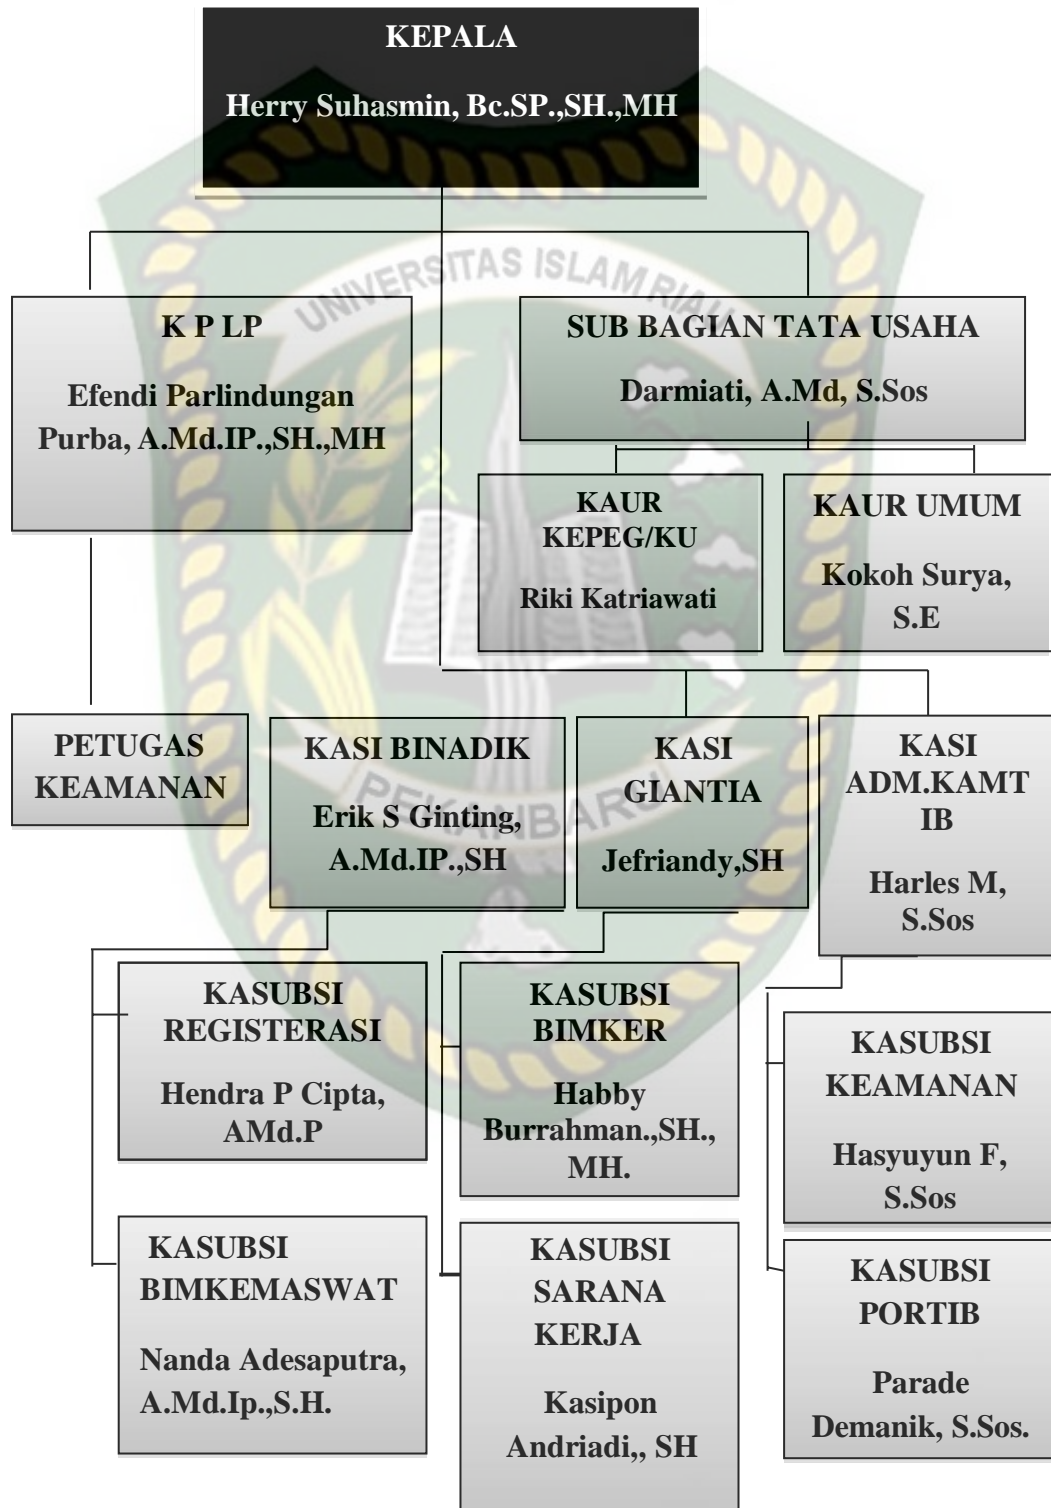 KEPALA
Herry Suhasmin, Bc.SP.,SH.,MH
UNIVERSITAS ISLAM RIAU
K P LP
Efendi Parlindungan
Purba, A.Md.IP.,SH.,MH
SUB BAGIAN TATA USAHA
Darmiati, A.Md, S.Sos
KAUR
KEPEG/KU
Riki Katriawati
KAUR UMUM
Kokoh Surya,
S.E
PETUGAS
KEAMANAN
KASI BINADIK
Erik S Ginting,
A.Md.IP.,SH
KASI
GIANTIA
Jefriandy,SH
KASI
ADM.KAMT
IB
Harles M,
S.Sos
PEKANBARU
KASUBSI
REGISTERASI
Hendra P Cipta,
AMd.P
KASUBSI
BIMKER
Habby
Burrahman.,SH.,
MH.
KASUBSI
KEAMANAN
Hasyuyun F,
S.Sos
KASUBSI
BIMKEMASWAT
Nanda Adesaputra,
A.Md.Ip.,S.H.
KASUBSI
SARANA
KERJA
Kasipon
Andriadi,, SH
KASUBSI
PORTIB
Parade
Demanik, S.Sos.